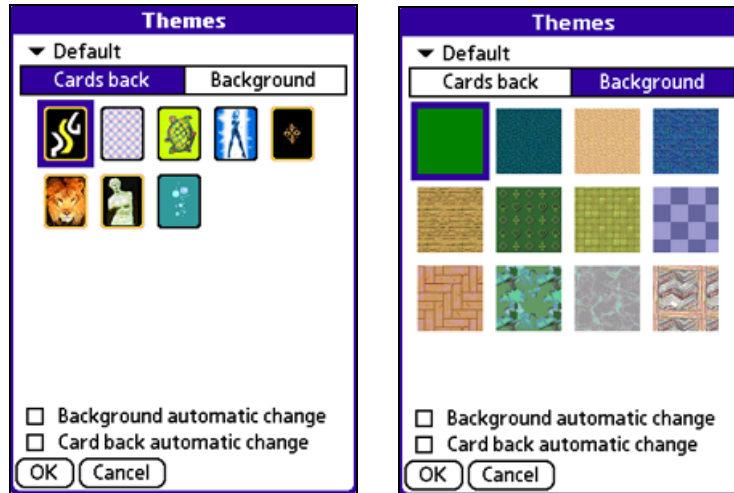 Themes
Default
Cards back Background
Background automatic change
Card back automatic change
OK Cancel
Themes
Default
Cards back Background
Background automatic change
Card back automatic change
OK Cancel